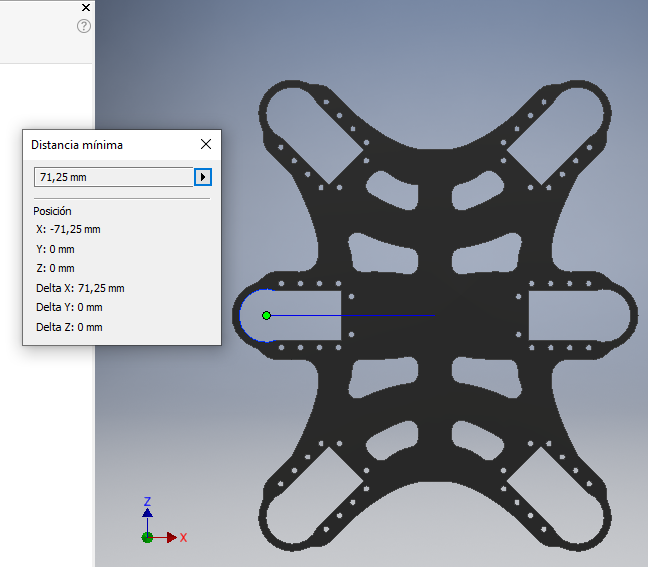 ?
Distancia mínima
71,25 mm
Posición
X: -71,25 mm
Y: 0 mm
Z: 0 mm
Delta X: 71,25 mm
Delta Y: 0 mm
Delta Z: 0 mm
Z
X